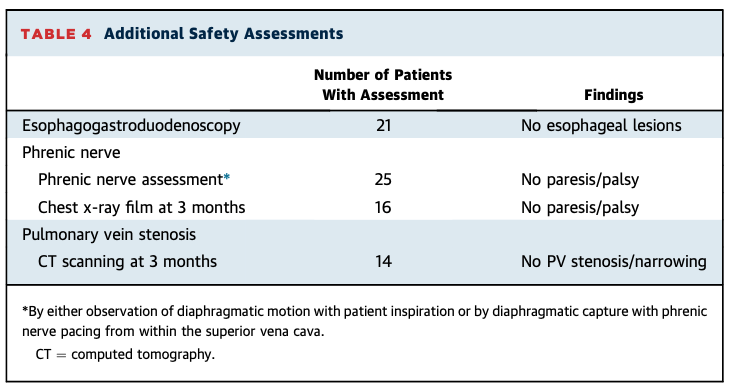 TABLE 4 Additional Safety Assessments
Number of Patients
With Assessment Findings
Esophagogastroduodenoscopy 21 No esophageal lesions
Phrenic nerve
Phrenic nerve assessment* 25 No paresis/palsy
Chest x-ray film at 3 months 16 No paresis/palsy
Pulmonary vein stenosis
CT scanning at 3 months 14 No PV stenosis/narrowing
*By either observation of diaphragmatic motion with patient inspiration or by diaphragmatic capture with phrenic
nerve pacing from within the superior vena cava.
CT = computed tomography.